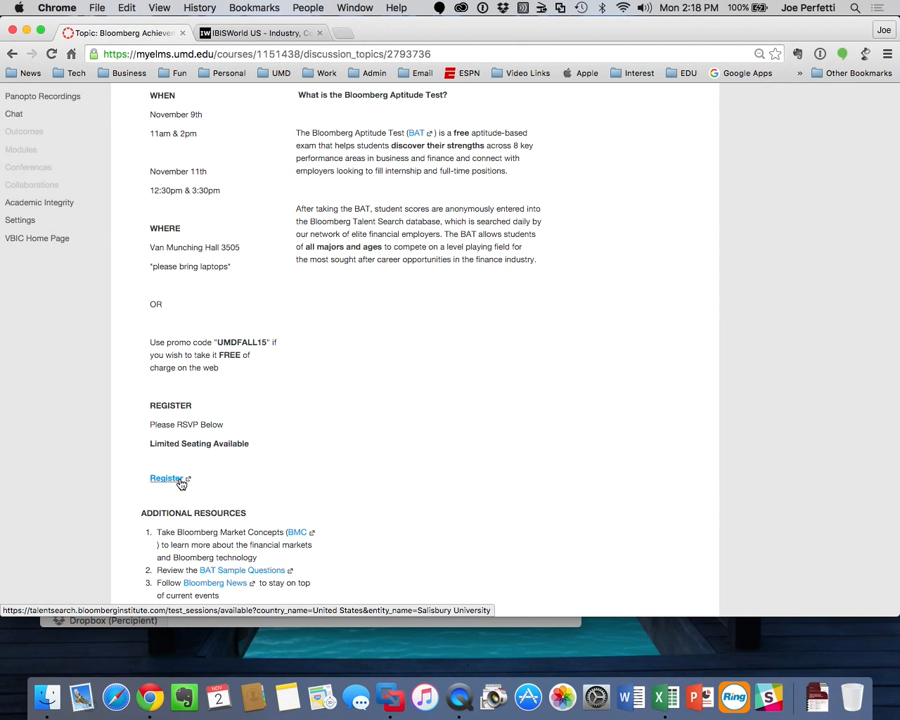 Chrome File Edit View History Bookmarks People Window Help 100% Mon 2:18 PM Joe Perfetti
Topic: Bloomberg Achieven × IW IBISWorld US - Industry, C × Joe
https://myelms.umd.edu/courses/1151438/discussion_topics/2793736
News Tech Business Fun Personal UMD Work Admin Email ESPN Video Links Apple Interest EDU Google Apps » Other Bookmarks
Panopto Recordings
Chat
Outcomes
Modules
Conferences
Collaborations
Academic Integrity
Settings
VBIC Home Page
WHEN
November 9th
11am & 2pm
November 11th
12:30pm & 3:30pm
WHERE
Van Munching Hall 3505
*please bring laptops*
OR
Use promo code "UMDFALL15" if
you wish to take it FREE of
charge on the web
REGISTER
Please RSVP Below
Limited Seating Available
Register
ADDITIONAL RESOURCES
1. Take Bloomberg Market Concepts (BMC
) to learn more about the financial markets
and Bloomberg technology
2. Review the BAT Sample Questions
3. Follow Bloomberg News to stay on top
of current events
What is the Bloomberg Aptitude Test?
The Bloomberg Aptitude Test (BAT ) is a free aptitude-based
exam that helps students discover their strengths across 8 key
performance areas in business and finance and connect with
employers looking to fill internship and full-time positions.
After taking the BAT, student scores are anonymously entered into
the Bloomberg Talent Search database, which is searched daily by
our network of elite financial employers. The BAT allows students
of all majors and ages to compete on a level playing field for
the most sought after career opportunities in the finance industry.
https://talentsearch.bloomberginstitute.com/test_sessions/available?country_name=United States&entity_name=Salisbury University
Dropbox (Percipient)
NOV
2
Ring